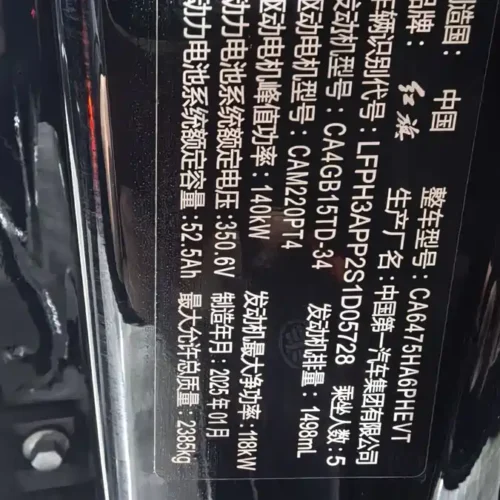 制造国：中国
品牌：红旗 整车型号：CA6475HA6PHEVT
生产厂名：中国第一汽车集团有限公司
车辆识别代号：LFPH3APP2S1D05728 乘坐人数：5
发动机型号：CA4GB15TD-34 发动机排量：1498mL
驱动电机型号：CAM220PT4
驱动电机峰值功率：140kW 发动机最大净功率：118kW
动力电池系统额定电压：350.6V 制造年月：2025年01月
动力电池系统额定容量：52.5Ah 最大允许总质量：2385kg